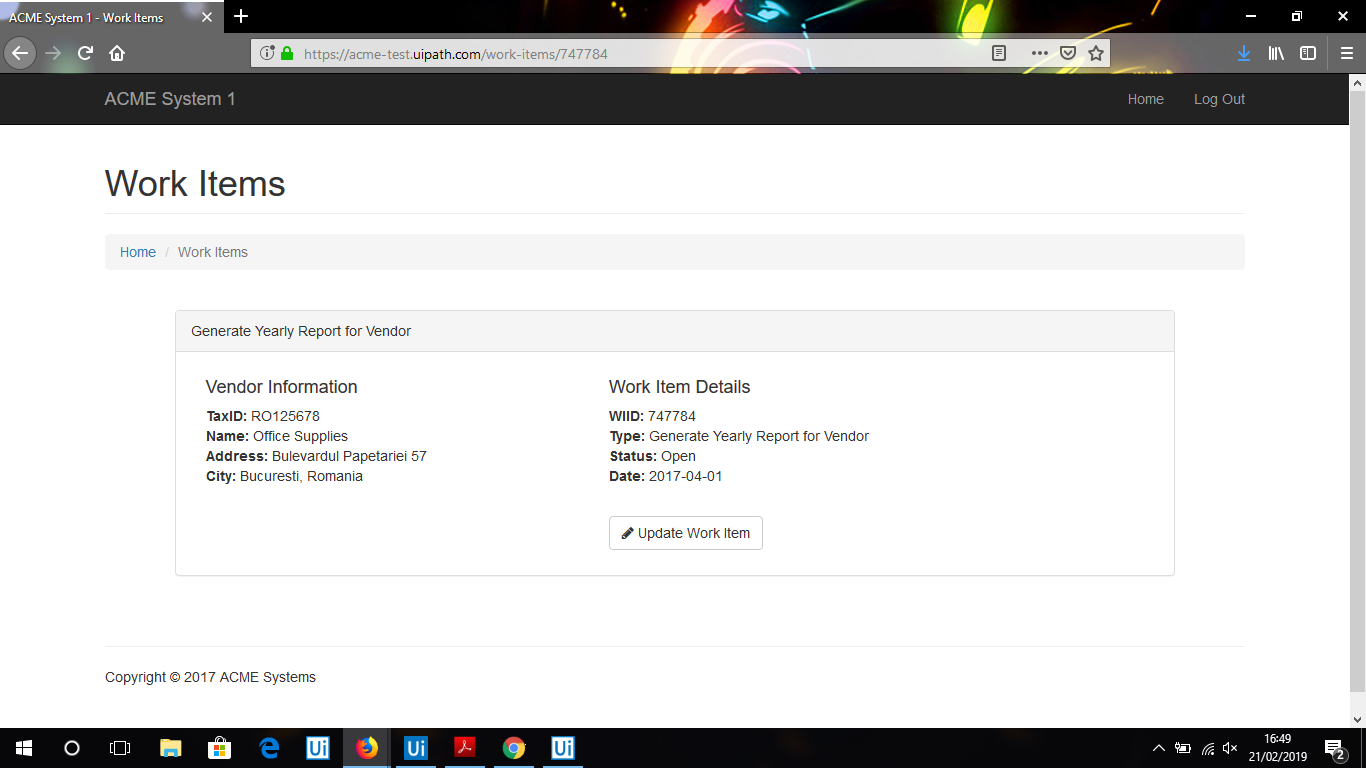 ACME System 1 - Work Items
https://acme-test.uipath.com/work-items/747784
ACME System 1
Home
Log Out
Work Items
Home / Work Items
Generate Yearly Report for Vendor
Vendor Information
TaxID: RO125678
Name: Office Supplies
Address: Bulevardul Papetariei 57
City: Bucuresti, Romania
Work Item Details
WIID: 747784
Type: Generate Yearly Report for Vendor
Status: Open
Date: 2017-04-01
Update Work Item
Copyright © 2017 ACME Systems
Ui
Ui
Ui
16:49
21/02/2019
2